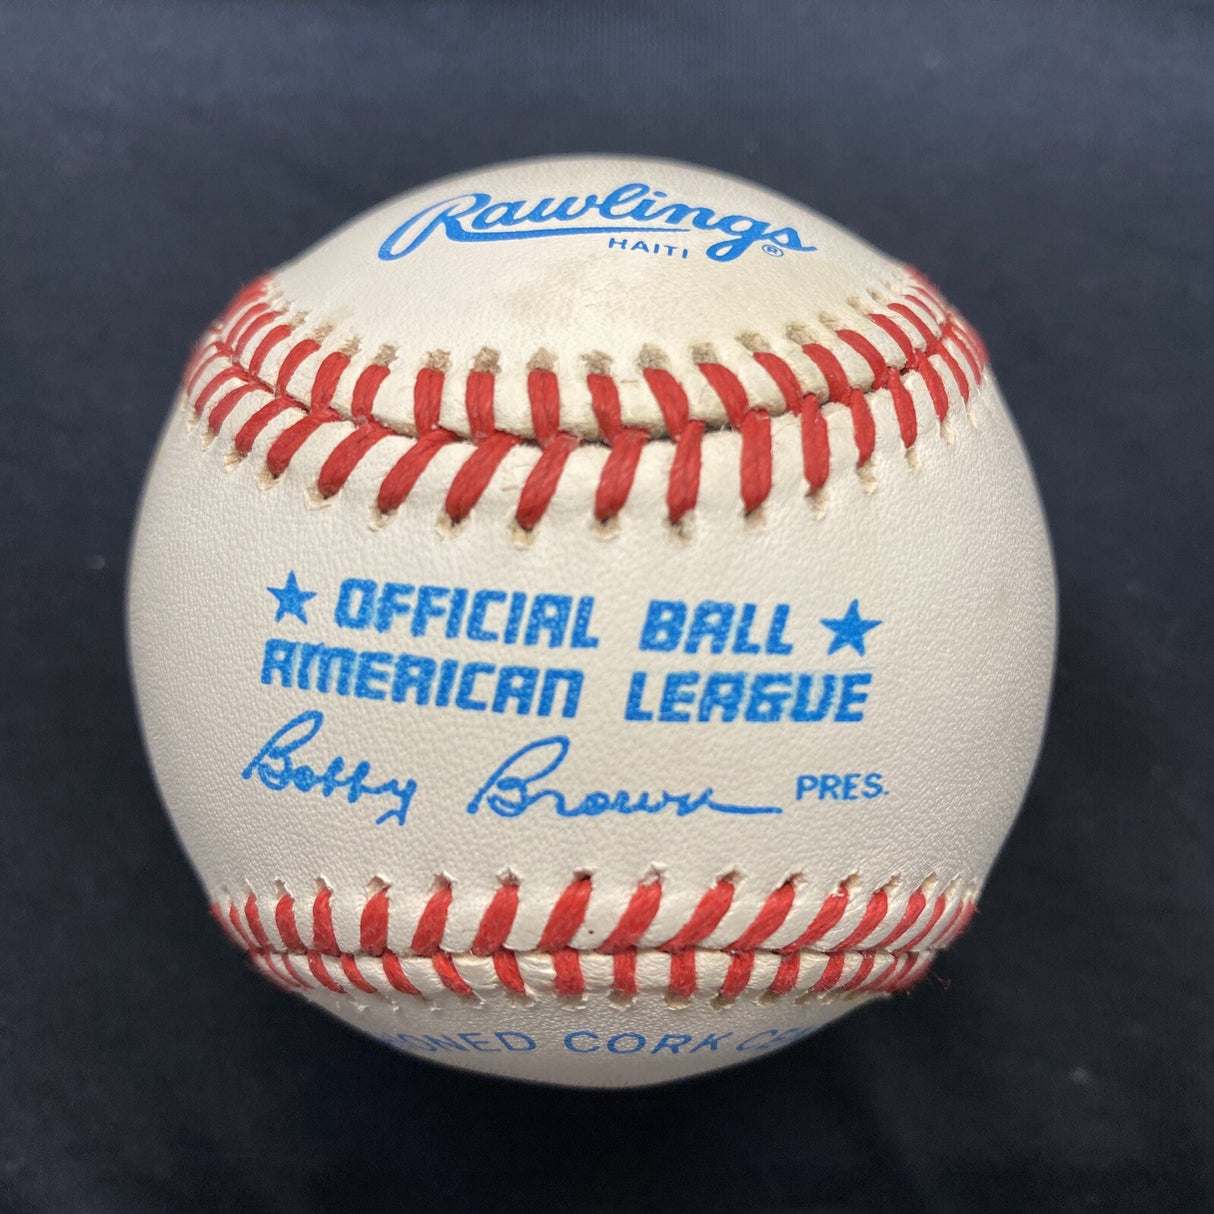 Rawlings ®
HAITI
★ OFFICIAL BALL ★
AMERICAN LEAGUE
Bobby Brown PRES.
CORK